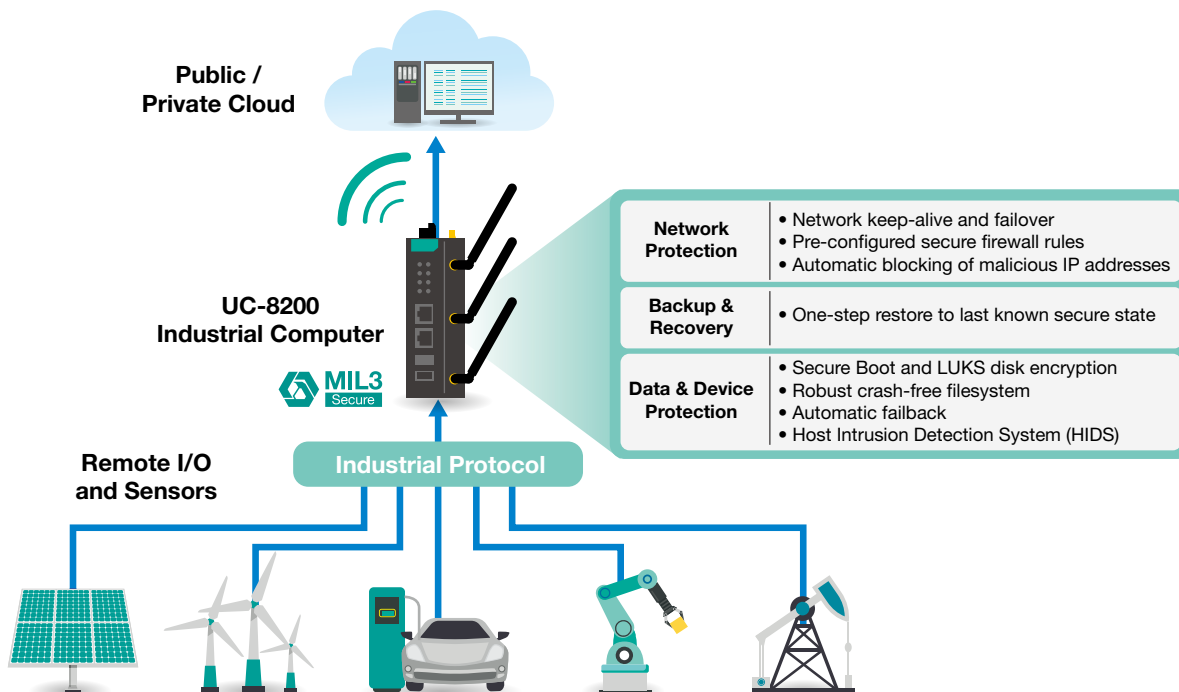 Public /
Private Cloud
UC-8200
Industrial Computer
MIL3
Secure
Network
Protection
• Network keep-alive and failover
• Pre-configured secure firewall rules
• Automatic blocking of malicious IP addresses
Backup &
Recovery
• One-step restore to last known secure state
Data & Device
Protection
• Secure Boot and LUKS disk encryption
• Robust crash-free filesystem
• Automatic failback
• Host Intrusion Detection System (HIDS)
Industrial Protocol
Remote I/O
and Sensors